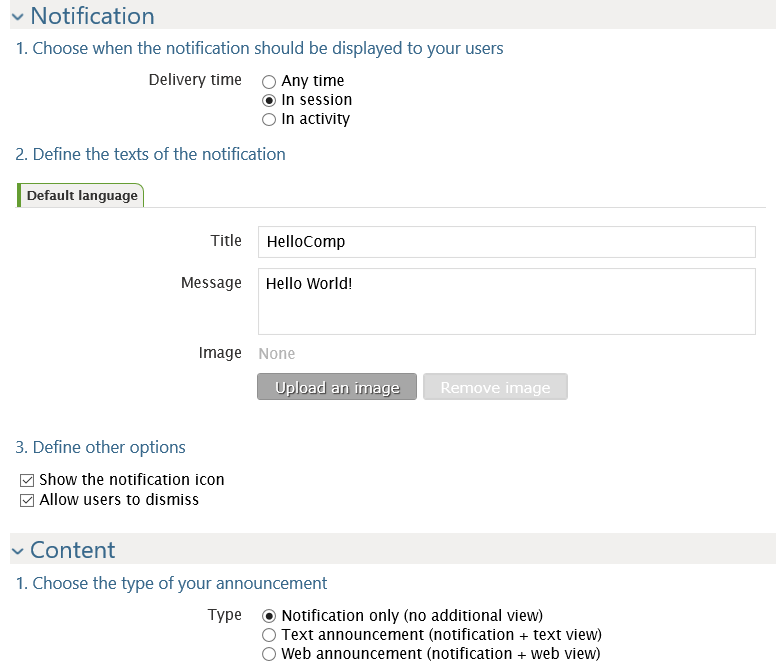 Notification
1. Choose when the notification should be displayed to your users
Delivery time
Any time
In session
In activity
2. Define the texts of the notification
Default language
Title
HelloComp
Message
Hello World!
Image
None
Upload an image
Remove image
3. Define other options
Show the notification icon
Allow users to dismiss
Content
1. Choose the type of your announcement
Type
Notification only (no additional view)
Text announcement (notification + text view)
Web announcement (notification + web view)